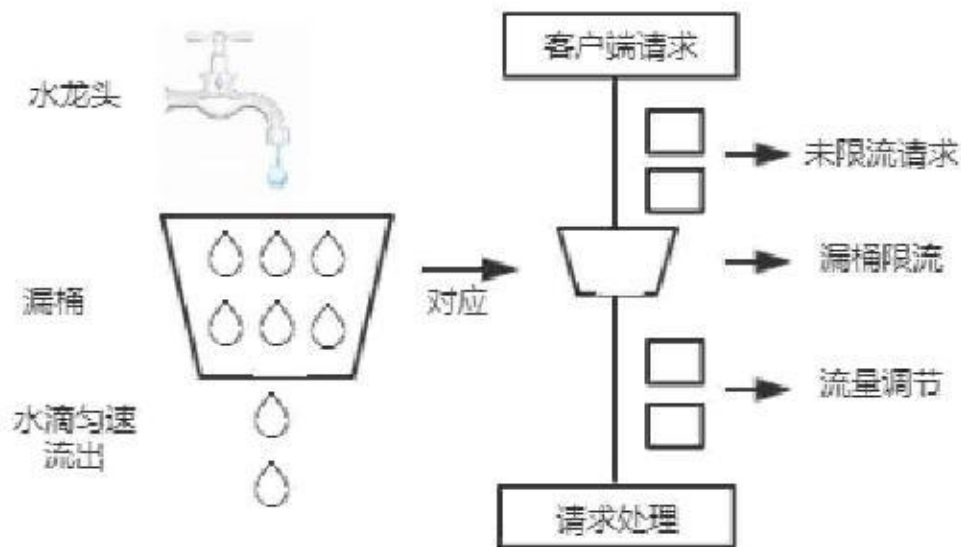 客户端请求
水龙头
未限流请求
漏桶限流
漏桶
对应
流量调节
水滴匀速
流出
请求处理